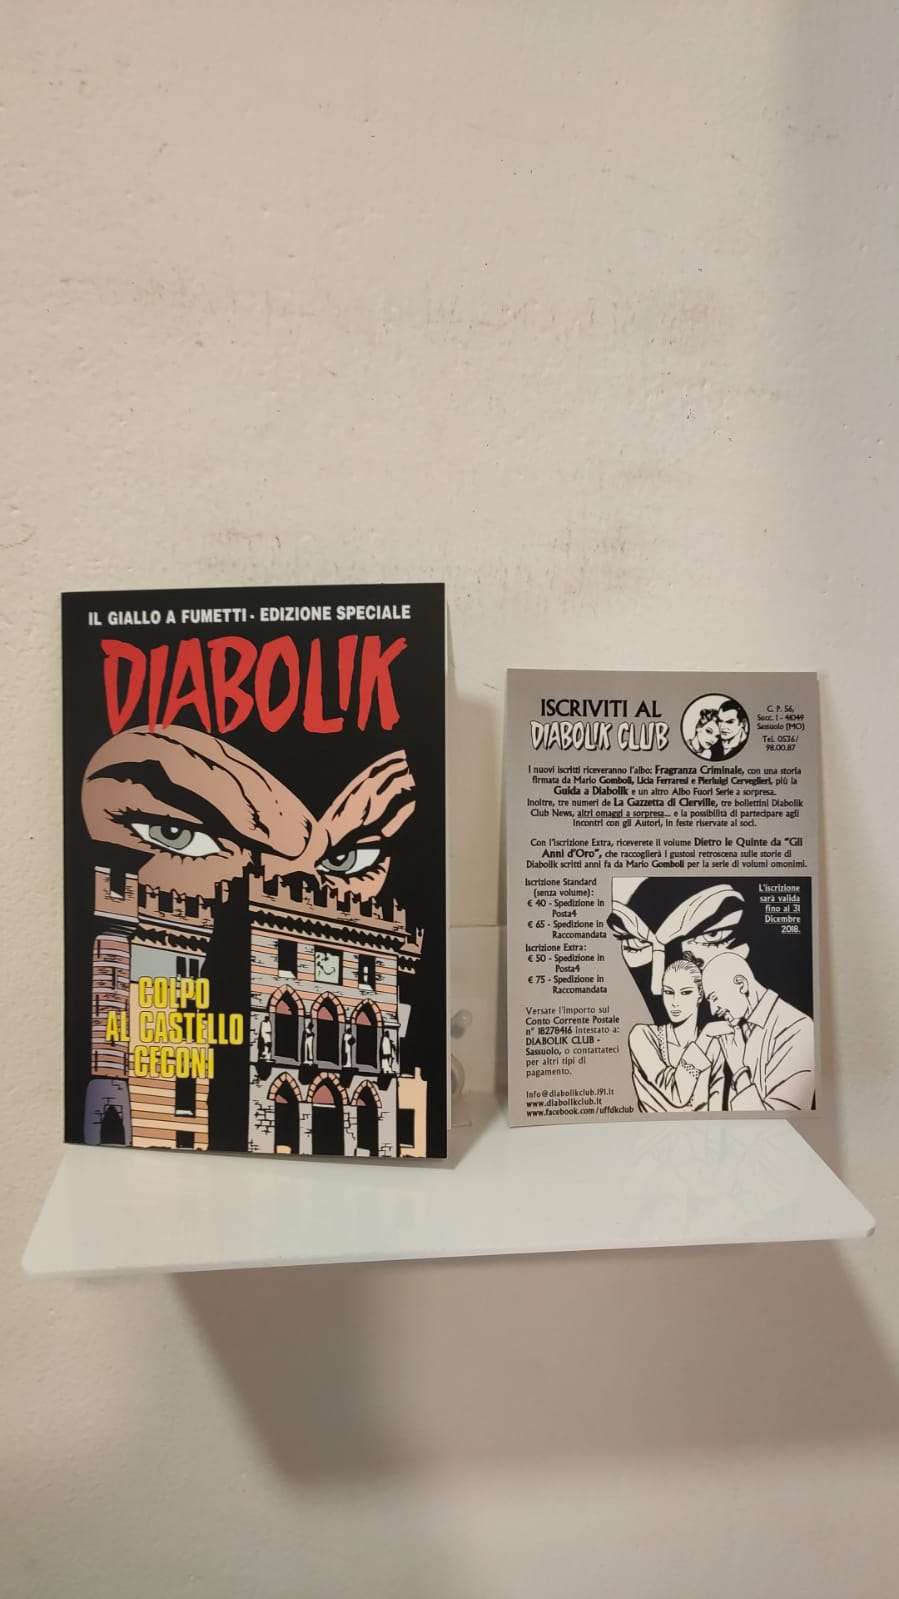 IL GIALLO A FUMETTI · EDIZIONE SPECIALE
DIABOLIK
COLPO
AL CASTELLO
CECONI
ISCRIVITI AL
DIABOLIK CLUB
C. P. 56,
Succ. 1 - 41049
Sassuolo (MO)
Tel. 0536/
98.00.87
I nuovi iscritti riceveranno l'albo: Fragranza Criminale, con una storia
firmata da Mario Gomboli, Licia Ferraresi e Pierluigi Cerveglieri, più la
Guida a Diabolik e un altro Albo Fuori Serie a sorpresa.
Inoltre, tre numeri de La Gazzetta di Clerville, tre bollettini Diabolik
Club News, altri omaggi a sorpresa... e la possibilità di partecipare agli
incontri con gli Autori, in feste riservate ai soci.
Con l'iscrizione Extra, riceverete il volume Dietro le Quinte da "Gli
Anni d'Oro", che raccoglierà i gustosi retroscena sulle storie di
Diabolik scritti anni fa da Mario Gomboli per la serie di volumi omonimi.
Iscrizione Standard
(senza volume):
€ 40 - Spedizione in
Posta4
€ 65 - Spedizione in
Raccomandata
Iscrizione Extra:
€ 50 - Spedizione in
Posta4
€ 75 - Spedizione in
Raccomandata
Versate l'importo sul
Conto Corrente Postale
n° 18278416 intestato a:
DIABOLIK CLUB -
Sassuolo, o contattateci
per altri tipi di
pagamento.
info@diabolikclub.191.it
www.diabolikclub.it
www.facebook.com/uffdkclub
L'iscrizione
sarà valida
fino al 31
Dicembre
2018.